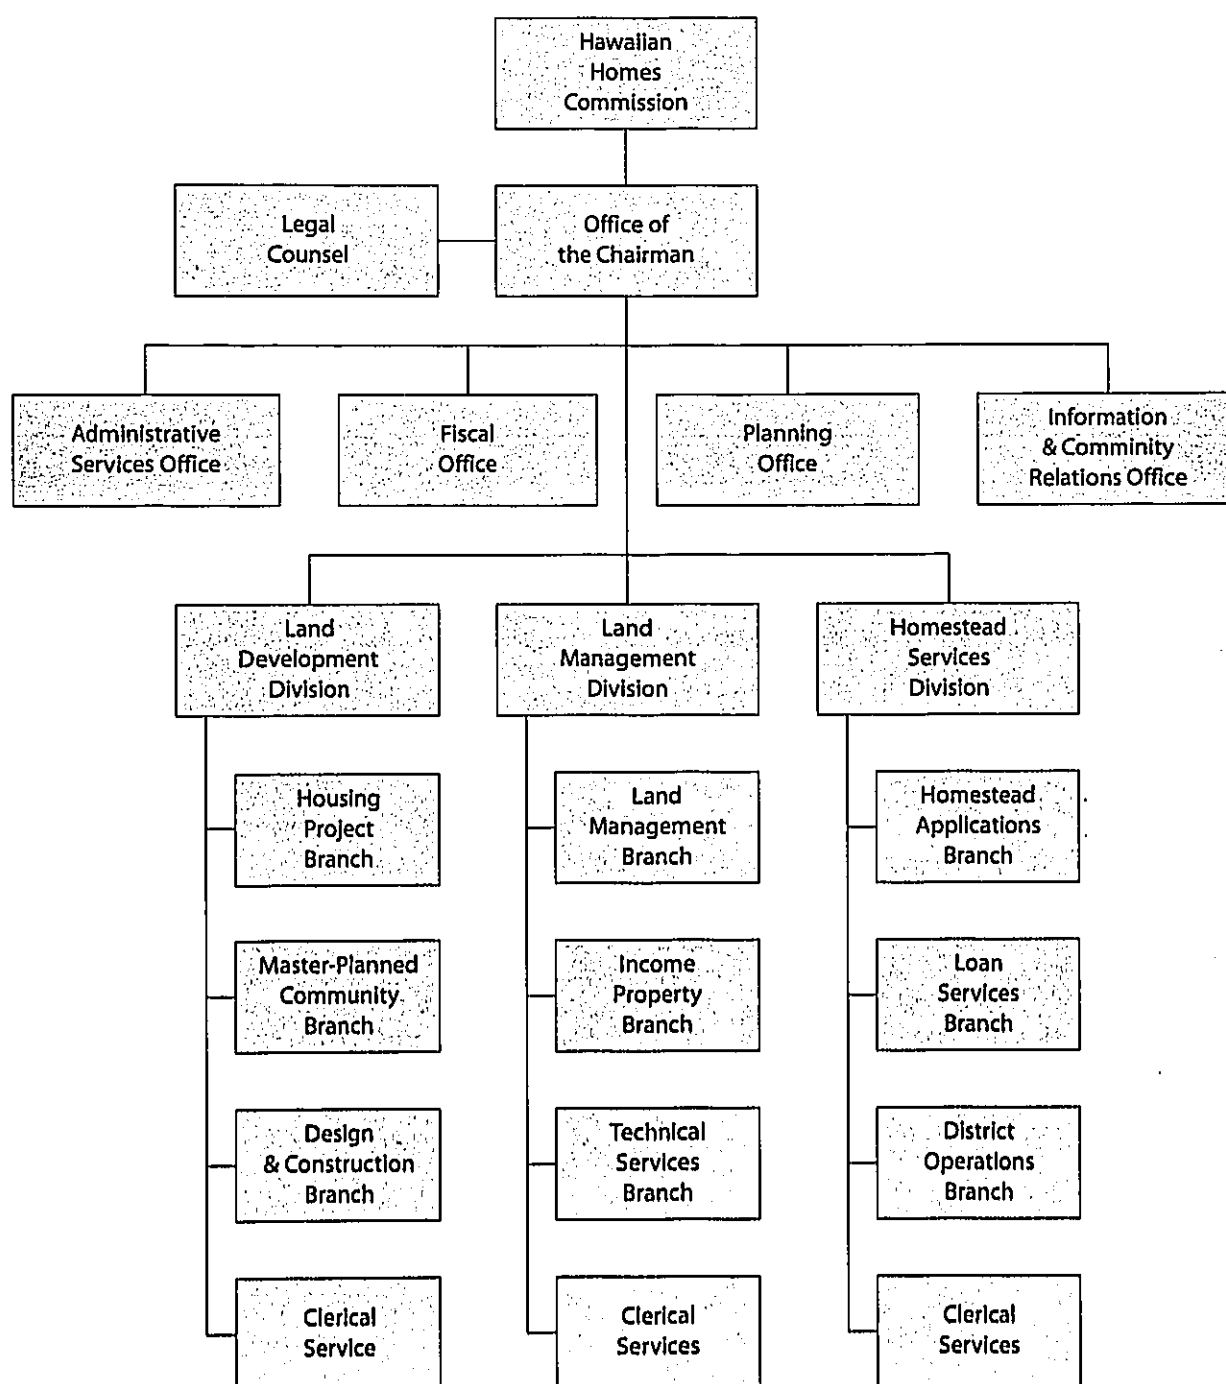 Hawaiian
Homes
Commission
Legal
Counsel
Office of
the Chairman
Administrative
Services Office
Fiscal
Office
Planning
Office
Information
& Comminity
Relations Office
Land
Development
Division
Land
Management
Division
Homestead
Services
Division
Housing
Project
Branch
Land
Management
Branch
Homestead
Applications
Branch
Master-Planned
Community
Branch
Income
Property
Branch
Loan
Services
Branch
Design
& Construction
Branch
Technical
Services
Branch
District
Operations
Branch
Clerical
Service
Clerical
Services
Clerical
Services